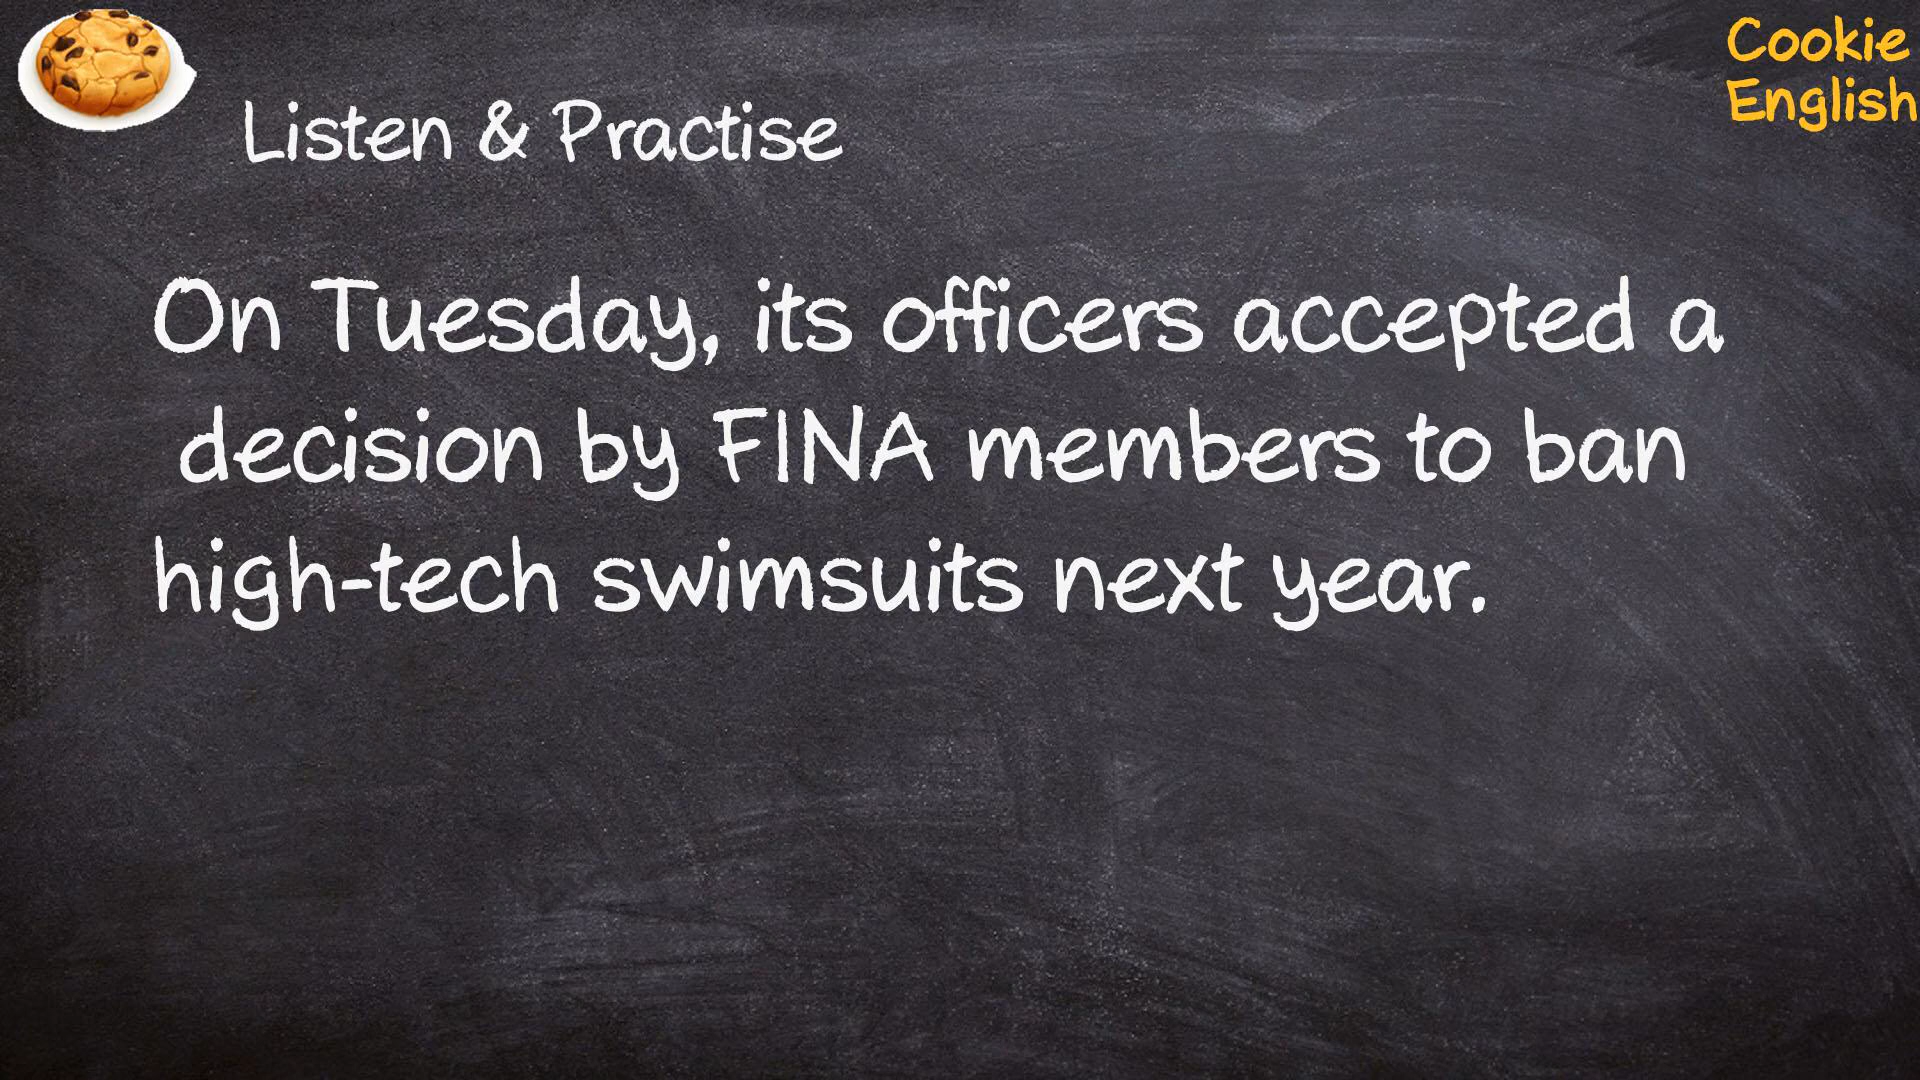 Cookie
English
Listen & Practise
On Tuesday, its officers accepted a
decision by FINA members to ban
high-tech swimsuits next year.